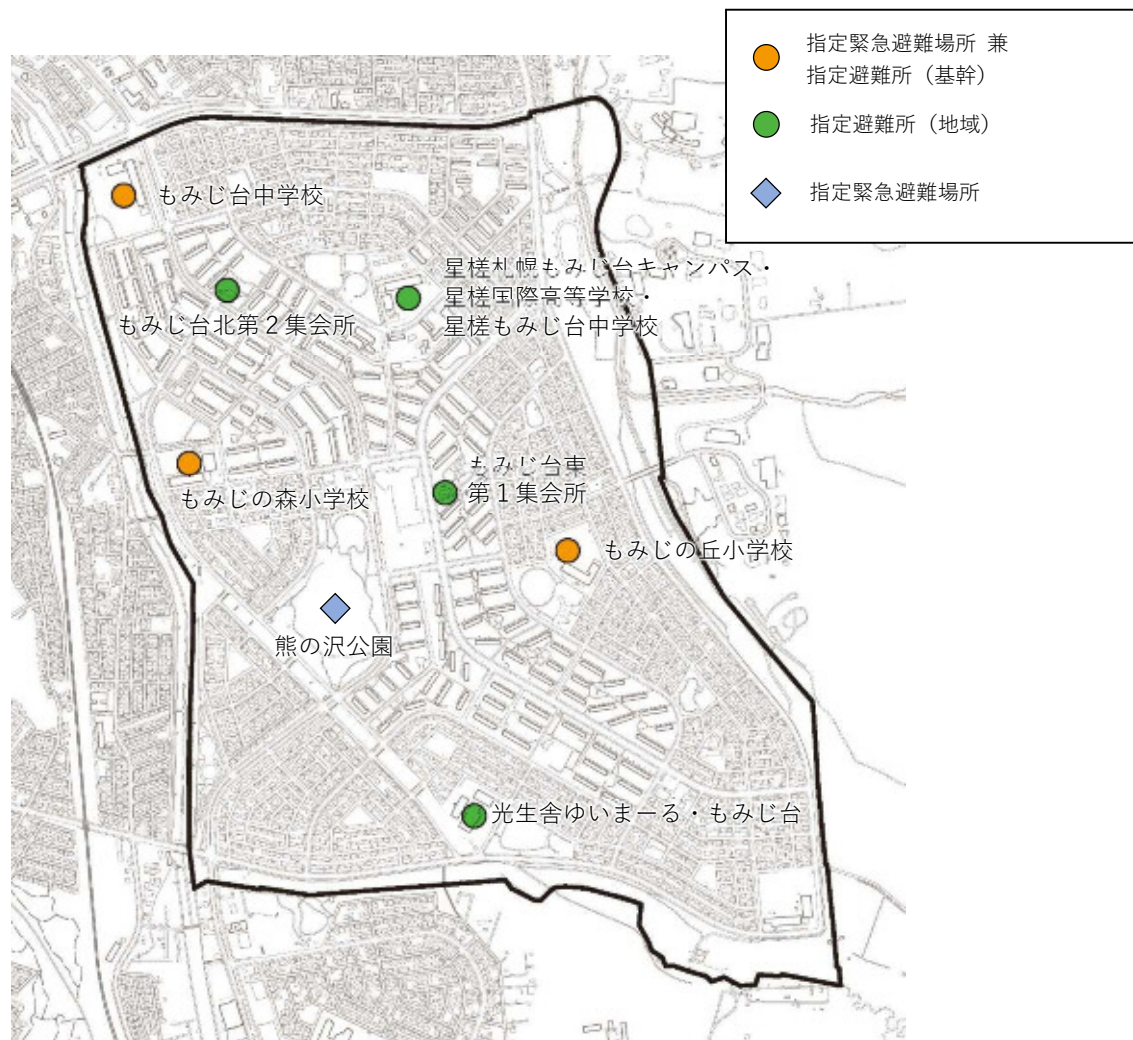 指定緊急避難場所 兼
指定避難所（基幹）
指定避難所（地域）
指定緊急避難場所
もみじ台中学校
星槎札幌もみじ台キャンパス・
星槎国際高等学校・
星槎もみじ台中学校
もみじ台北第２集会所
もみじ台東
第１集会所
もみじの森小学校
もみじの丘小学校
熊の沢公園
光生舎ゆいまーる・もみじ台